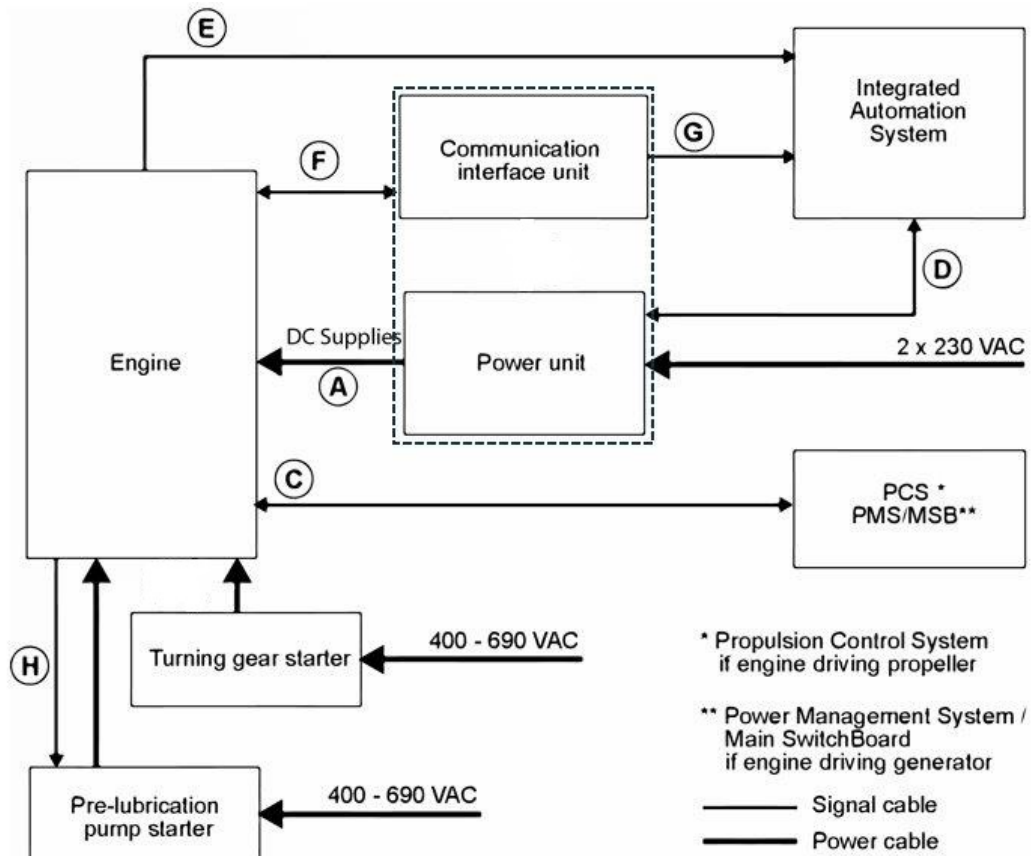 E
Integrated
Automation
System
Communication
interface unit
G
F
D
DC Supplies
2 x 230 VAC
Engine
A
Power unit
C
PCS *
PMS/MSB**
H
Turning gear starter
400 - 690 VAC
* Propulsion Control System
if engine driving propeller
** Power Management System /
Main SwitchBoard
if engine driving generator
Pre-lubrication
pump starter
400 - 690 VAC
Signal cable
Power cable